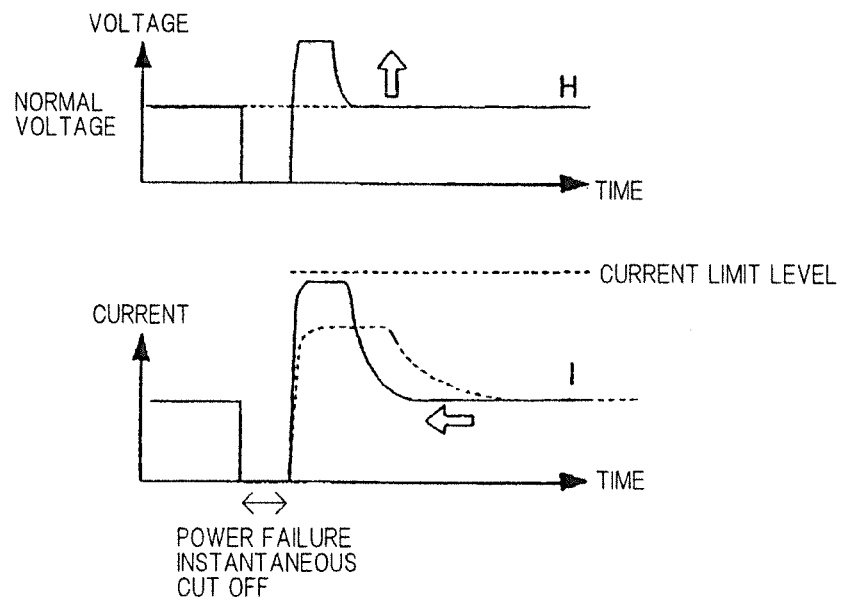 VOLTAGE
NORMAL
VOLTAGE
H
TIME
CURRENT LIMIT LEVEL
CURRENT
I
TIME
POWER FAILURE
INSTANTANEOUS
CUT OFF